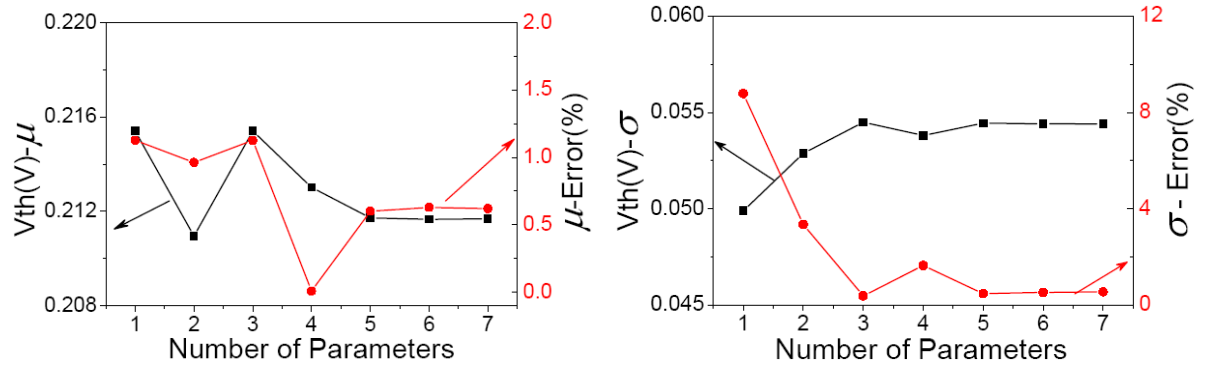 0.220
0.216
0.212
0.208
Vth(V)-μ
2.0
1.5
1.0
0.5
0.0
μ-Error(%)
1 2 3 4 5 6 7
Number of Parameters
0.060
0.055
0.050
0.045
Vth(V)-σ
12
8
4
0
σ- Error(%)
1 2 3 4 5 6 7
Number of Parameters